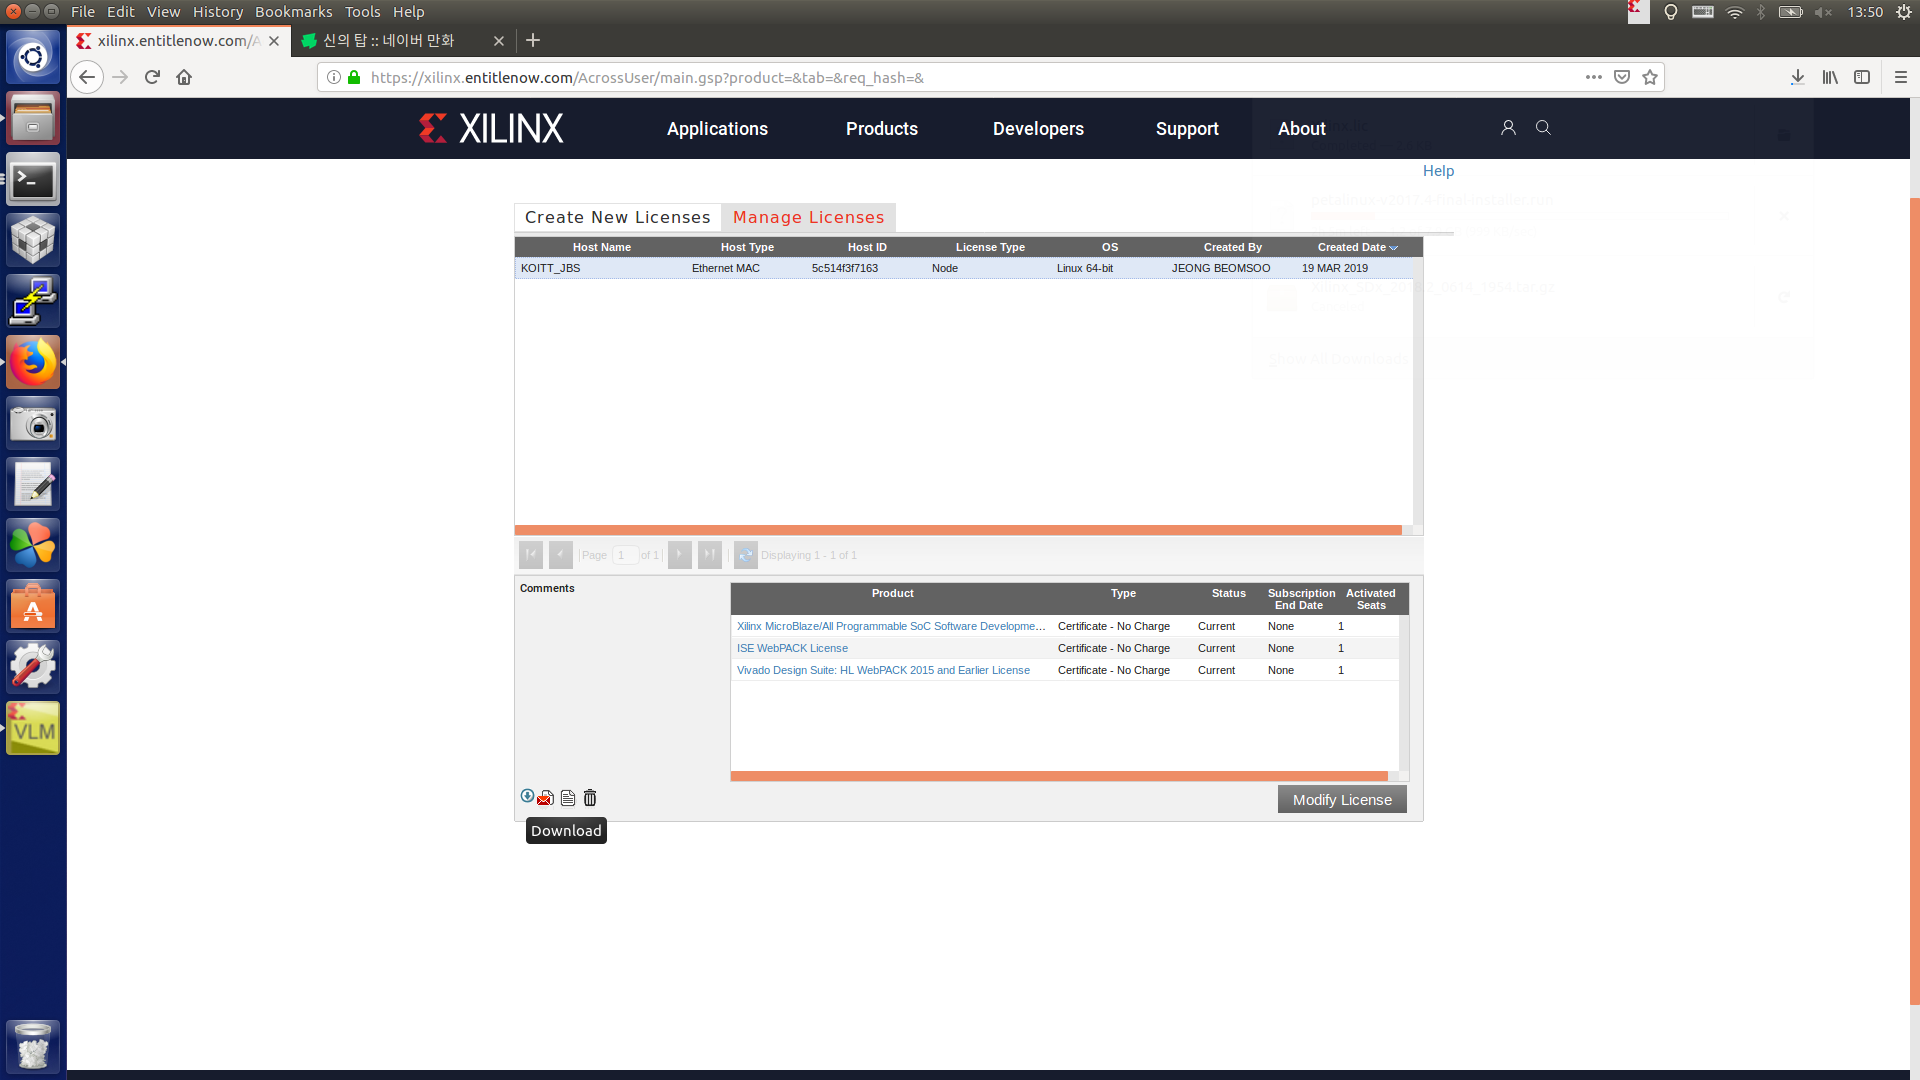 File Edit View History Bookmarks Tools Help
13:50
xilinx.entitlenow.com/A
신의 탑 :: 네이버 만화
https://xilinx.entitlenow.com/AcrossUser/main.gsp?product=&tab=&req_hash=&
XILINX
Applications Products Developers Support About
Help
Create New Licenses Manage Licenses
Host Name Host Type Host ID License Type OS Created By Created Date
KOITT_JBS Ethernet MAC 5c514f3f7163 Node Linux 64-bit JEONG BEOMSOO 19 MAR 2019
Show All Downloads
Page 1 of 1 Displaying 1 - 1 of 1
Comments
Product Type Status Subscription End Date Activated Seats
Xilinx MicroBlaze/All Programmable SoC Software Developme... Certificate - No Charge Current None 1
ISE WebPACK License Certificate - No Charge Current None 1
Vivado Design Suite: HL WebPACK 2015 and Earlier License Certificate - No Charge Current None 1
VLM
Modify License
Download